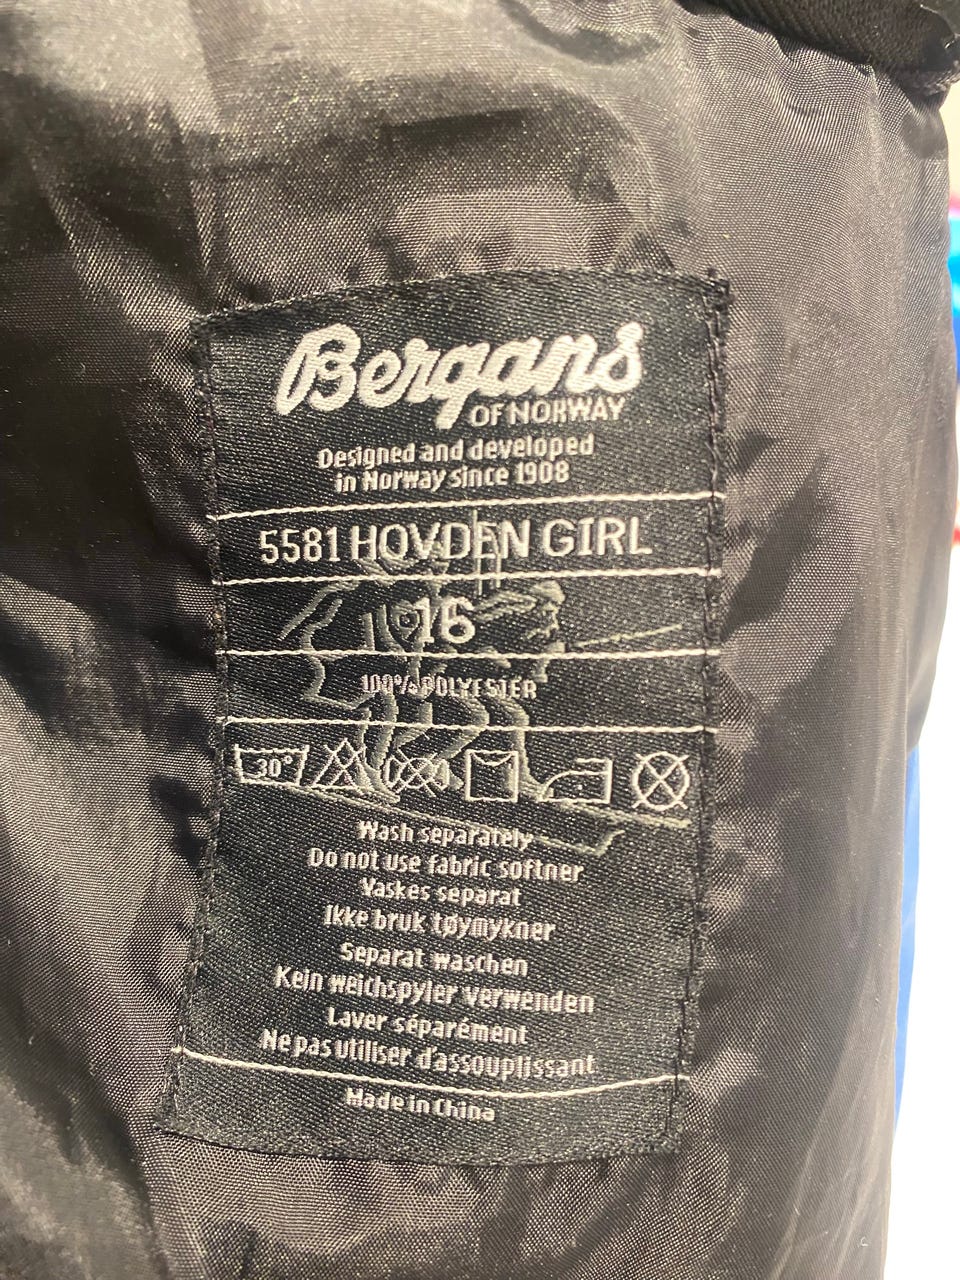 Bergans
OF NORWAY
Designed and developed
in Norway since 1908
5581 HOVDEN GIRL
16
100% POLYESTER
30°
Wash separately
Do not use fabric softner
Vaskes separat
Ikke bruk tøymykner
Separat waschen
Kein weichspyler verwenden
Laver séparément
Ne pas utiliser d'assouplissant
Made in China